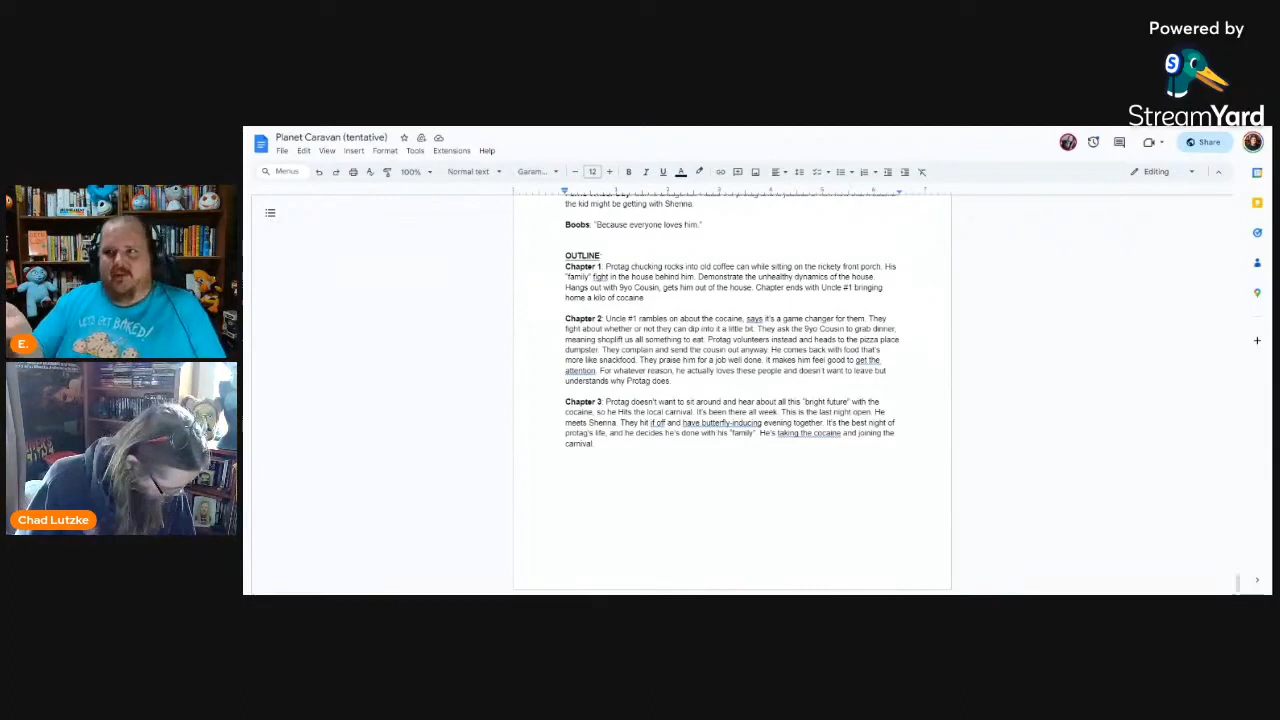 Powered by
StreamYard
Planet Caravan (tentative)
File Edit View Insert Format Tools Extensions Help
Share
Menus
100%
Normal text
Garam...
12
Editing
the kid might be getting with Shenna.
Boobs: "Because everyone loves him."
OUTLINE:
Chapter 1: Protag chucking rocks into old coffee can while sitting on the rickety front porch. His
"family" fight in the house behind him. Demonstrate the unhealthy dynamics of the house.
Hangs out with 9yo Cousin, gets him out of the house. Chapter ends with Uncle #1 bringing
home a kilo of cocaine
Chapter 2: Uncle #1 rambles on about the cocaine, says it's a game changer for them. They
fight about whether or not they can dip into it a little bit. They ask the 9yo Cousin to grab dinner,
meaning shoplift us all something to eat. Protag volunteers instead and heads to the pizza place
dumpster. They complain and send the cousin out anyway. He comes back with food that's
more like snackfood. They praise him for a job well done. It makes him feel good to get the
attention. For whatever reason, he actually loves these people and doesn't want to leave but
understands why Protag does.
Chapter 3: Protag doesn't want to sit around and hear about all this "bright future" with the
cocaine, so he Hits the local carnival. It's been there all week. This is the last night open. He
meets Shenna. They hit if off and have butterfly-inducing evening together. It's the best night of
protag's life, and he decides he's done with his "family". He's taking the cocaine and joining the
carnival.
LET'S GET BAKED!
E.
Chad Lutzke